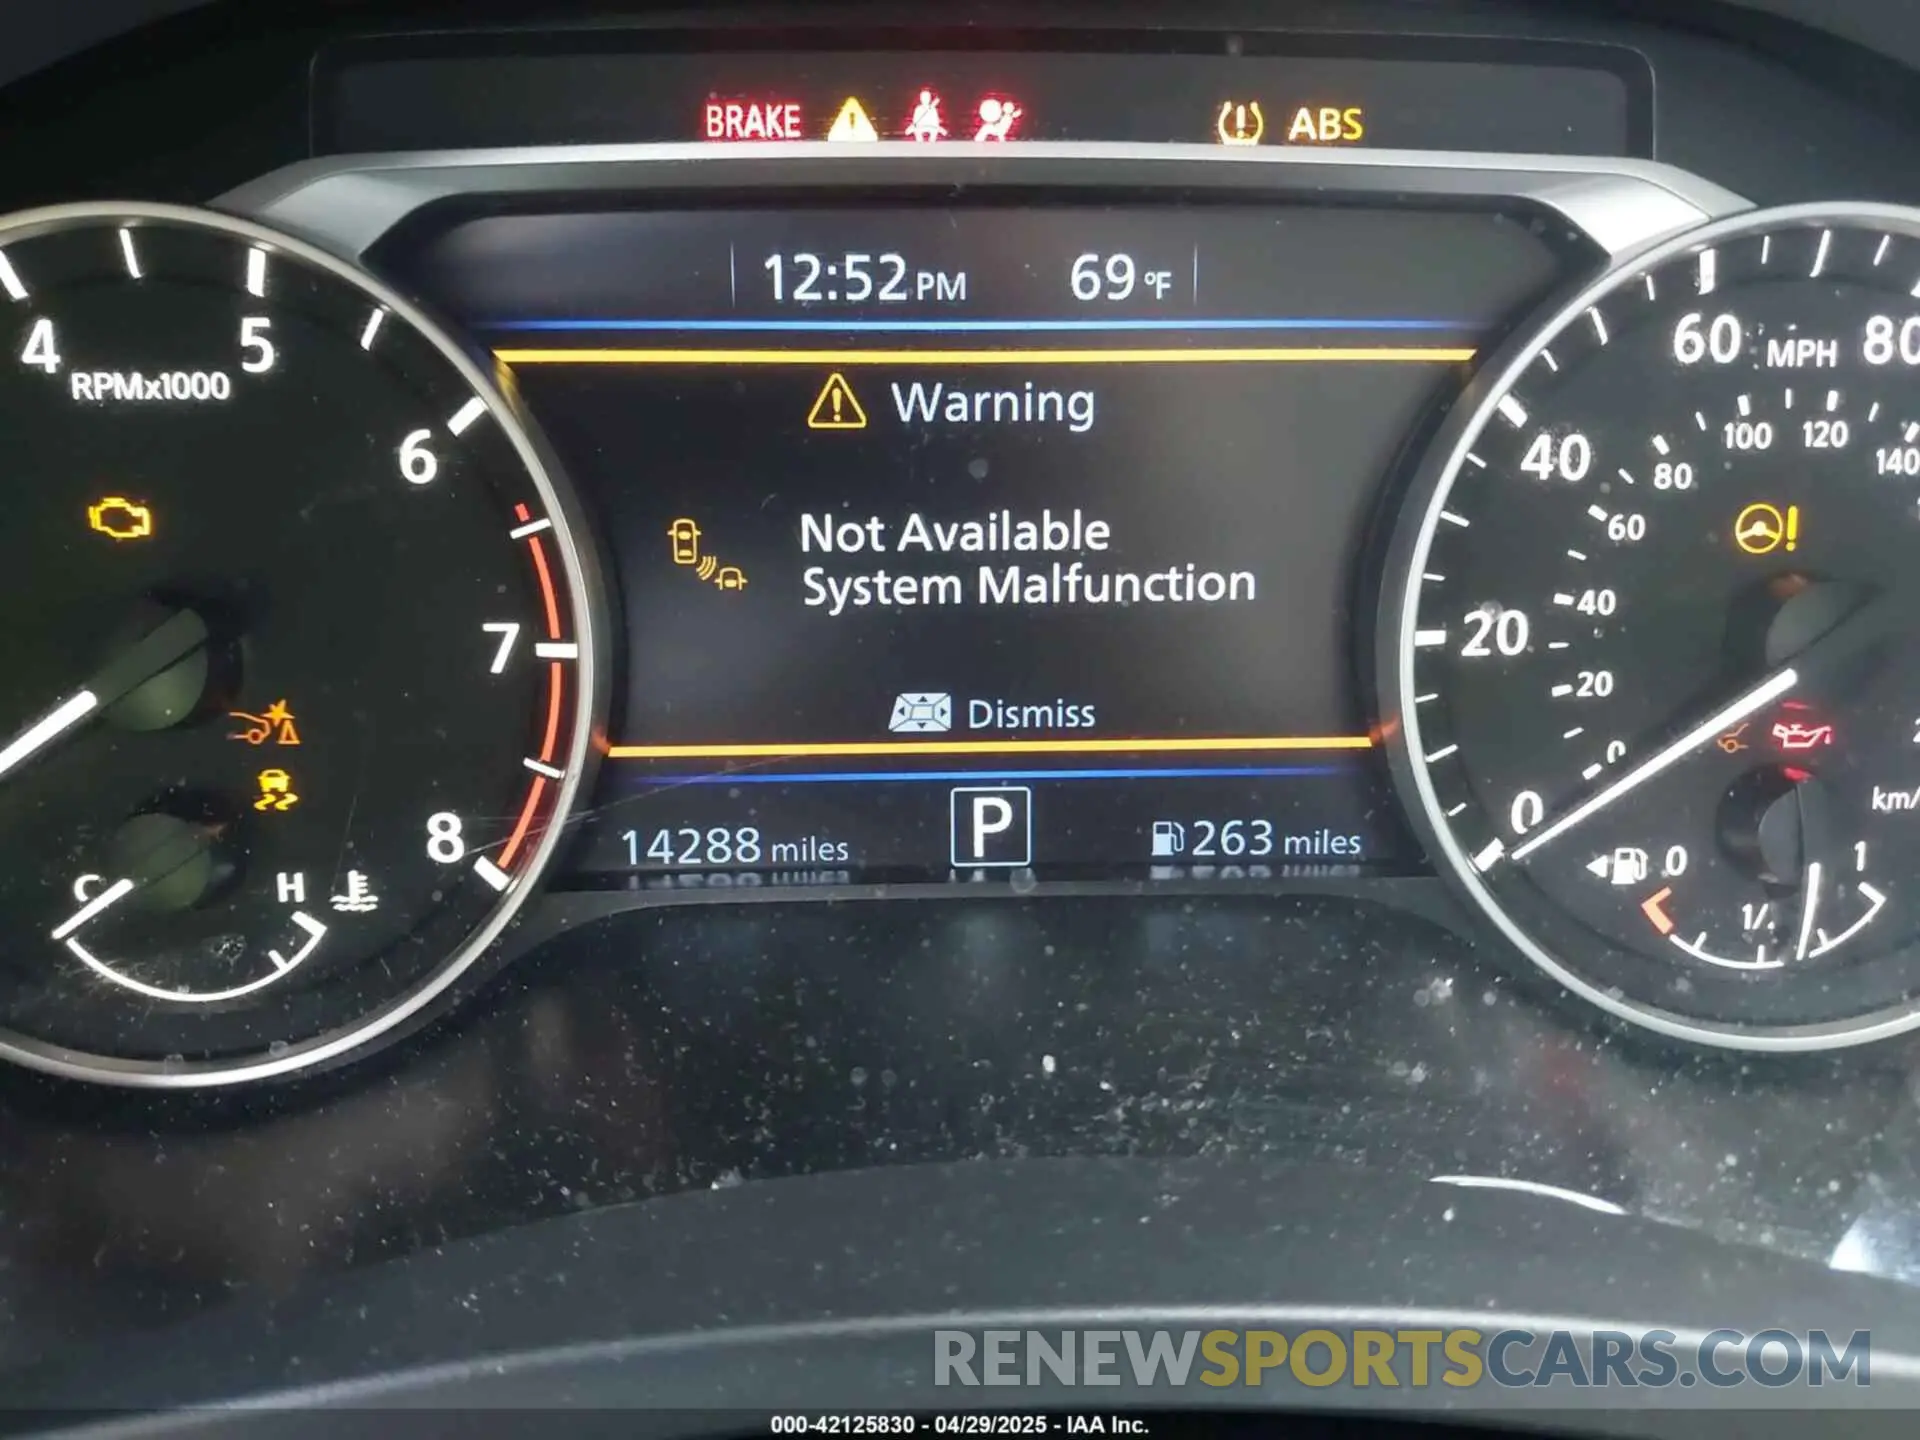 BRAKE
ABS
12:52 PM 69 °F
Warning
Not Available
System Malfunction
Dismiss
14288 miles
P
263 miles
4
5
6
7
8
RPMx1000
C
H
0
20
40
60
80
MPH
0
20
40
60
80
100
120
140
km/
0
1
RENEWSPORTSCARS.COM
000-42125830 - 04/29/2025 - IAA Inc.